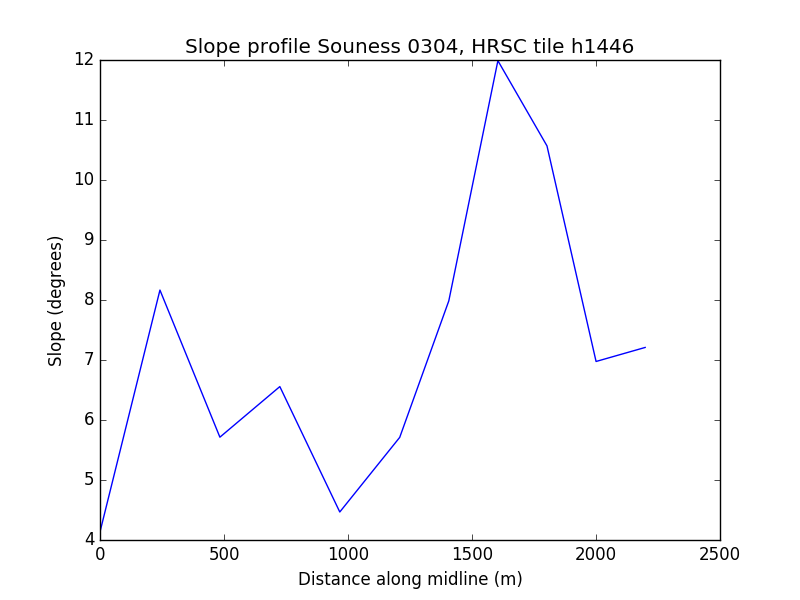 Slope profile Souness 0304, HRSC tile h1446
12
11
10
9
8
7
6
5
4
Slope (degrees)
0 500 1000 1500 2000 2500
Distance along midline (m)